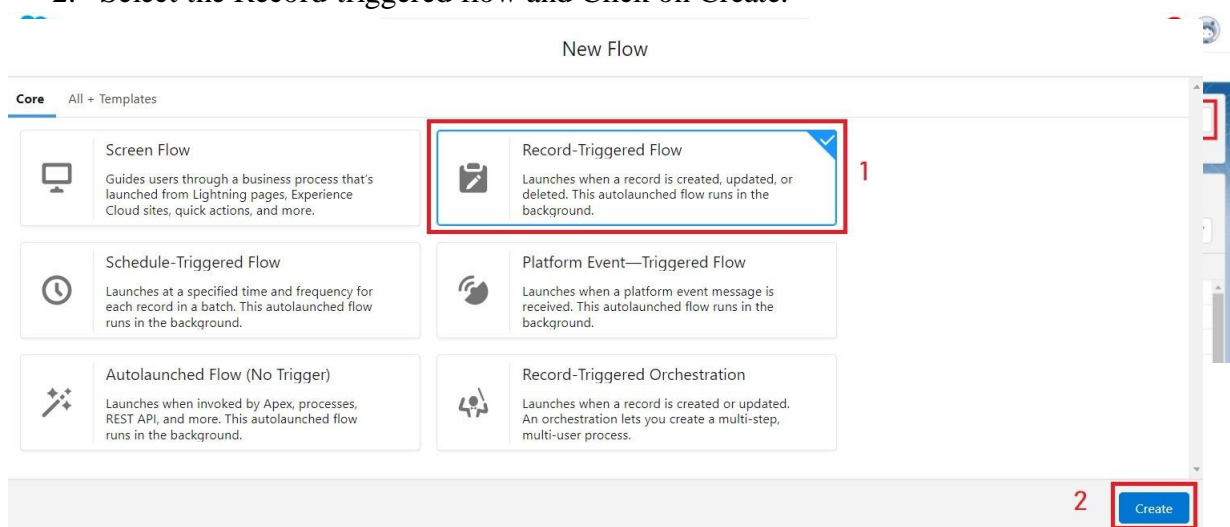 2. Select the Record-triggered flow and Click on Create.
New Flow
Core All + Templates
Screen Flow
Guides users through a business process that's
launched from Lightning pages, Experience
Cloud sites, quick actions, and more.
Record-Triggered Flow
Launches when a record is created, updated, or
deleted. This autolaunched flow runs in the
background.
1
Schedule-Triggered Flow
Launches at a specified time and frequency for
each record in a batch. This autolaunched flow
runs in the background.
Platform Event—Triggered Flow
Launches when a platform event message is
received. This autolaunched flow runs in the
background.
Autolaunched Flow (No Trigger)
Launches when invoked by Apex, processes,
REST API, and more. This autolaunched flow
runs in the background.
Record-Triggered Orchestration
Launches when a record is created or updated.
An orchestration lets you create a multi-step,
multi-user process.
2
Create